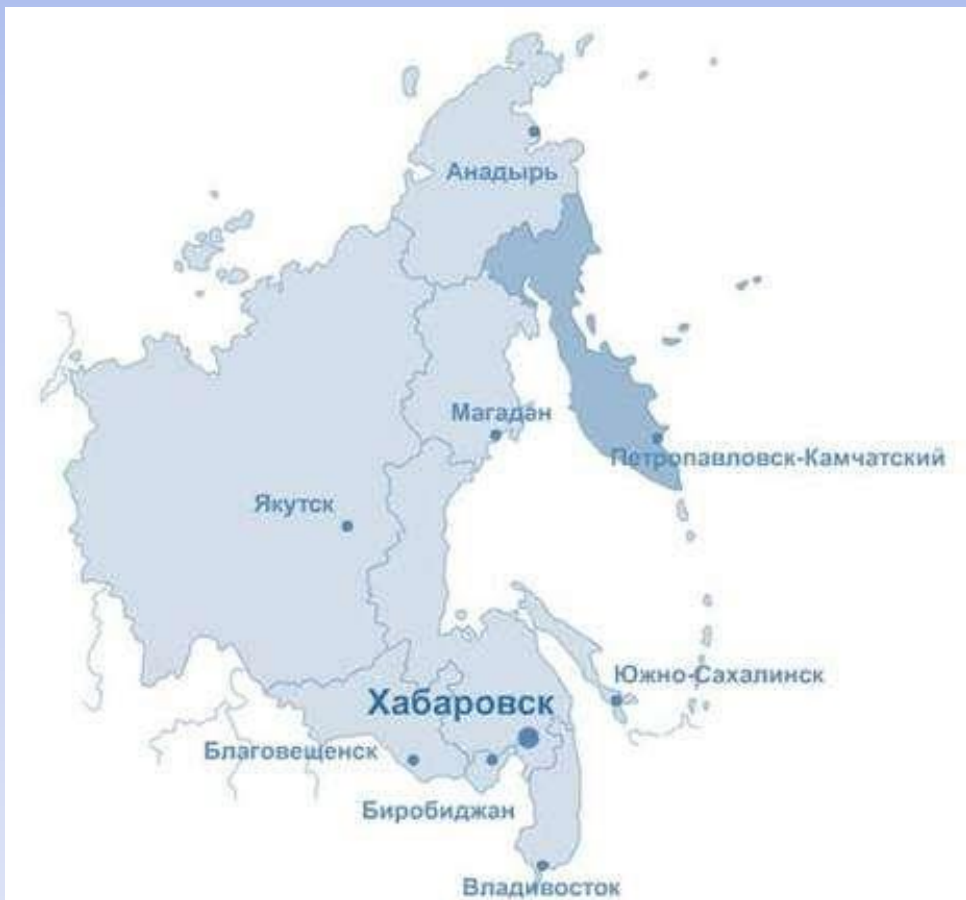 Анадырь
Магадан
Петропавловск-Камчатский
Якутск
Южно-Сахалинск
Хабаровск
Благовещенск
Биробиджан
Владивосток